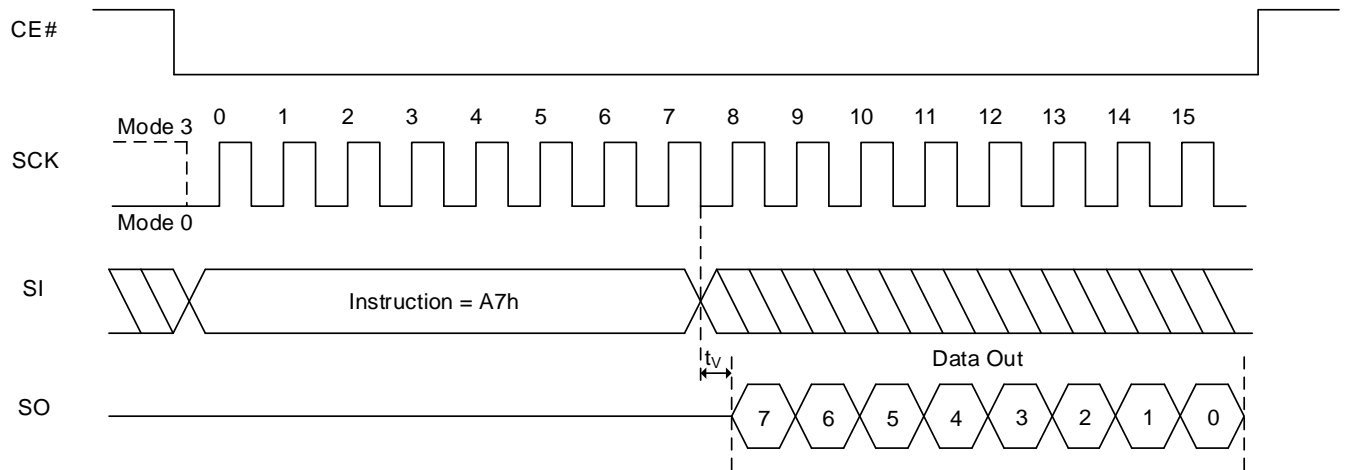 CE#
0 1 2 3 4 5 6 7 8 9 10 11 12 13 14 15
Mode 3
SCK
Mode 0
SI
Instruction = A7h
tV
Data Out
SO
7 6 5 4 3 2 1 0